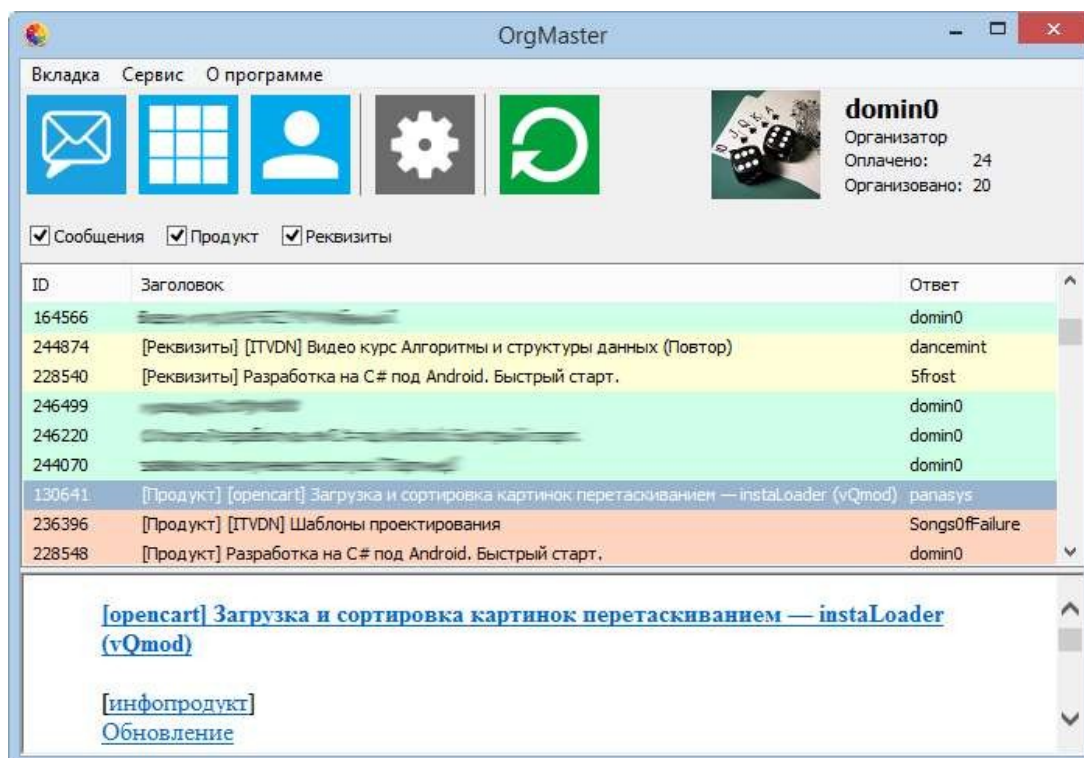 OrgMaster
Вкладка Сервис О программе
domin0
Организатор
Оплачено: 24
Организовано: 20
Сообщения Продукт Реквизиты
ID Заголовок Ответ
164566 domin0
244874 [Реквизиты] [ITVDN] Видео курс Алгоритмы и структуры данных (Повтор) dancemint
228540 [Реквизиты] Разработка на C# под Android. Быстрый старт. 5frost
246499 domin0
246220 domin0
244070 domin0
130641 [Продукт] [opencart] Загрузка и сортировка картинок перетаскиванием — instaLoader (vQmod) panasys
236396 [Продукт] [ITVDN] Шаблоны проектирования Songs0fFailure
228548 [Продукт] Разработка на C# под Android. Быстрый старт. domin0
[opencart] Загрузка и сортировка картинок перетаскиванием — instaLoader
(vQmod)
[инфопродукт]
Обновление